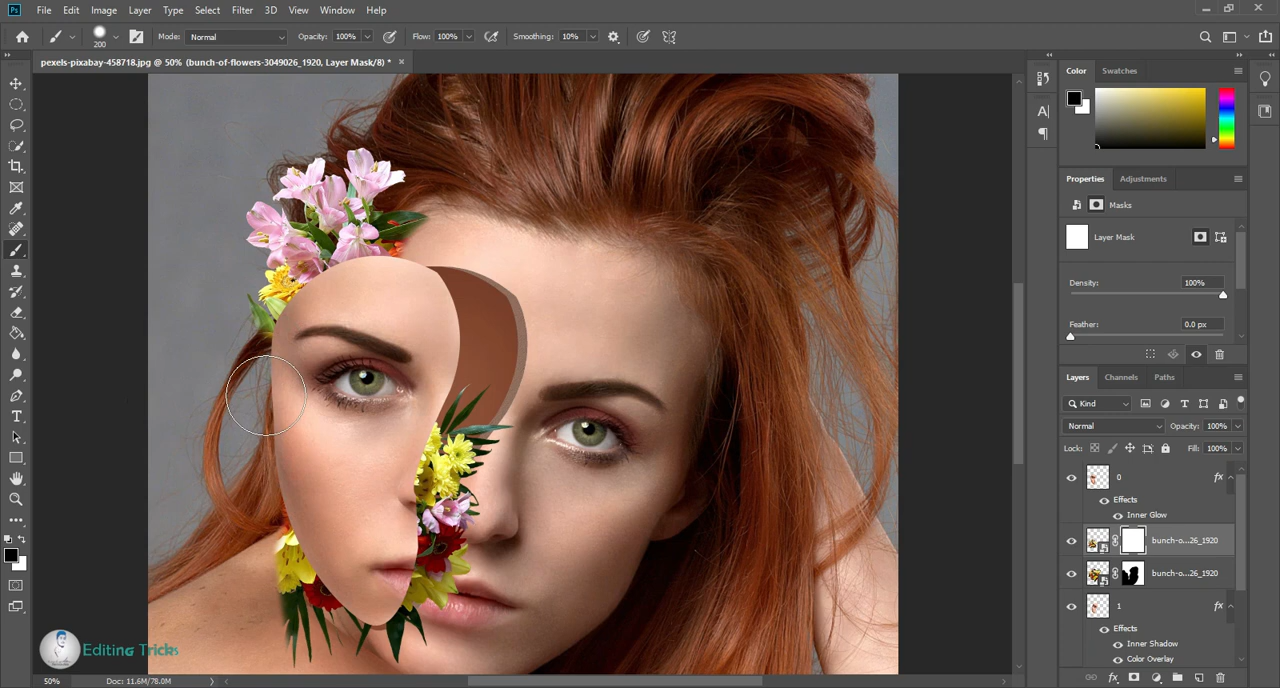 Ps File Edit Image Layer Type Select Filter 3D View Window Help
200 Mode: Normal Opacity: 100% Flow: 100% Smoothing: 10%
pexels-pixabay-458718.jpg @ 50% (bunch-of-flowers-3049026_1920, Layer Mask/8) * ×
Color Swatches
Properties Adjustments
Masks
Layer Mask
Density: 100%
Feather: 0.0 px
Layers Channels Paths
Kind
Normal Opacity: 100%
Lock: Fill: 100%
0 fx
Effects
Inner Glow
bunch-o...26_1920
bunch-o...26_1920
1 fx
Effects
Inner Shadow
Color Overlay
Editing Tricks
50% Doc: 11.6M/78.0M